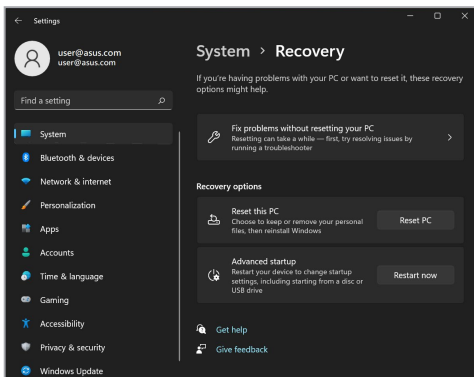 Settings
user@asus.com
user@asus.com
Find a setting
System
Bluetooth & devices
Network & internet
Personalization
Apps
Accounts
Time & language
Gaming
Accessibility
Privacy & security
Windows Update
System > Recovery
If you're having problems with your PC or want to reset it, these recovery
options might help.
Fix problems without resetting your PC
Resetting can take a while — first, try resolving issues by
running a troubleshooter
Recovery options
Reset this PC
Choose to keep or remove your personal
files, then reinstall Windows
Reset PC
Advanced startup
Restart your device to change startup
settings, including starting from a disc or
USB drive
Restart now
Get help
Give feedback